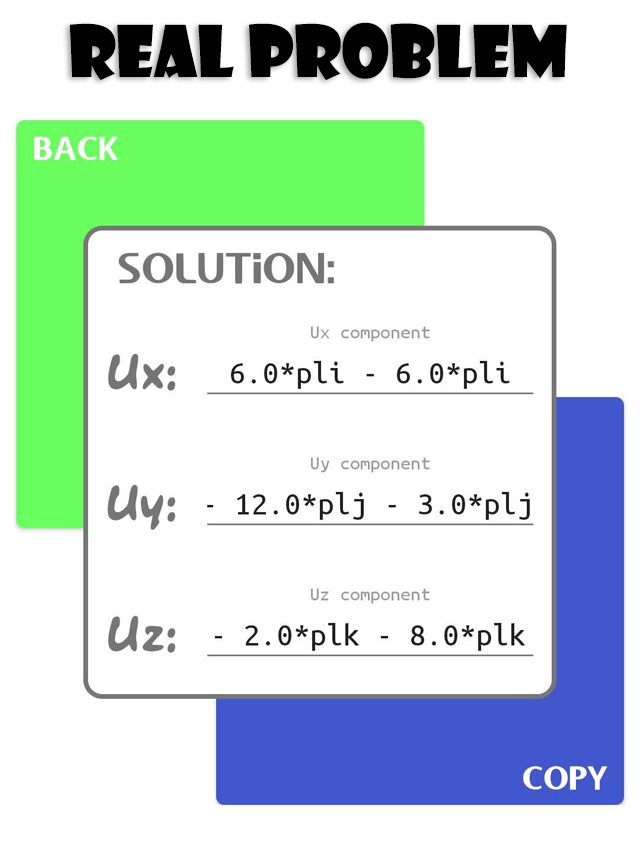 REAL PROBLEM
BACK
SOLUTiON:
Ux component
Ux: 6.0*pli - 6.0*pli
Uy component
Uy: - 12.0*plj - 3.0*plj
Uz component
Uz: - 2.0*plk - 8.0*plk
COPY